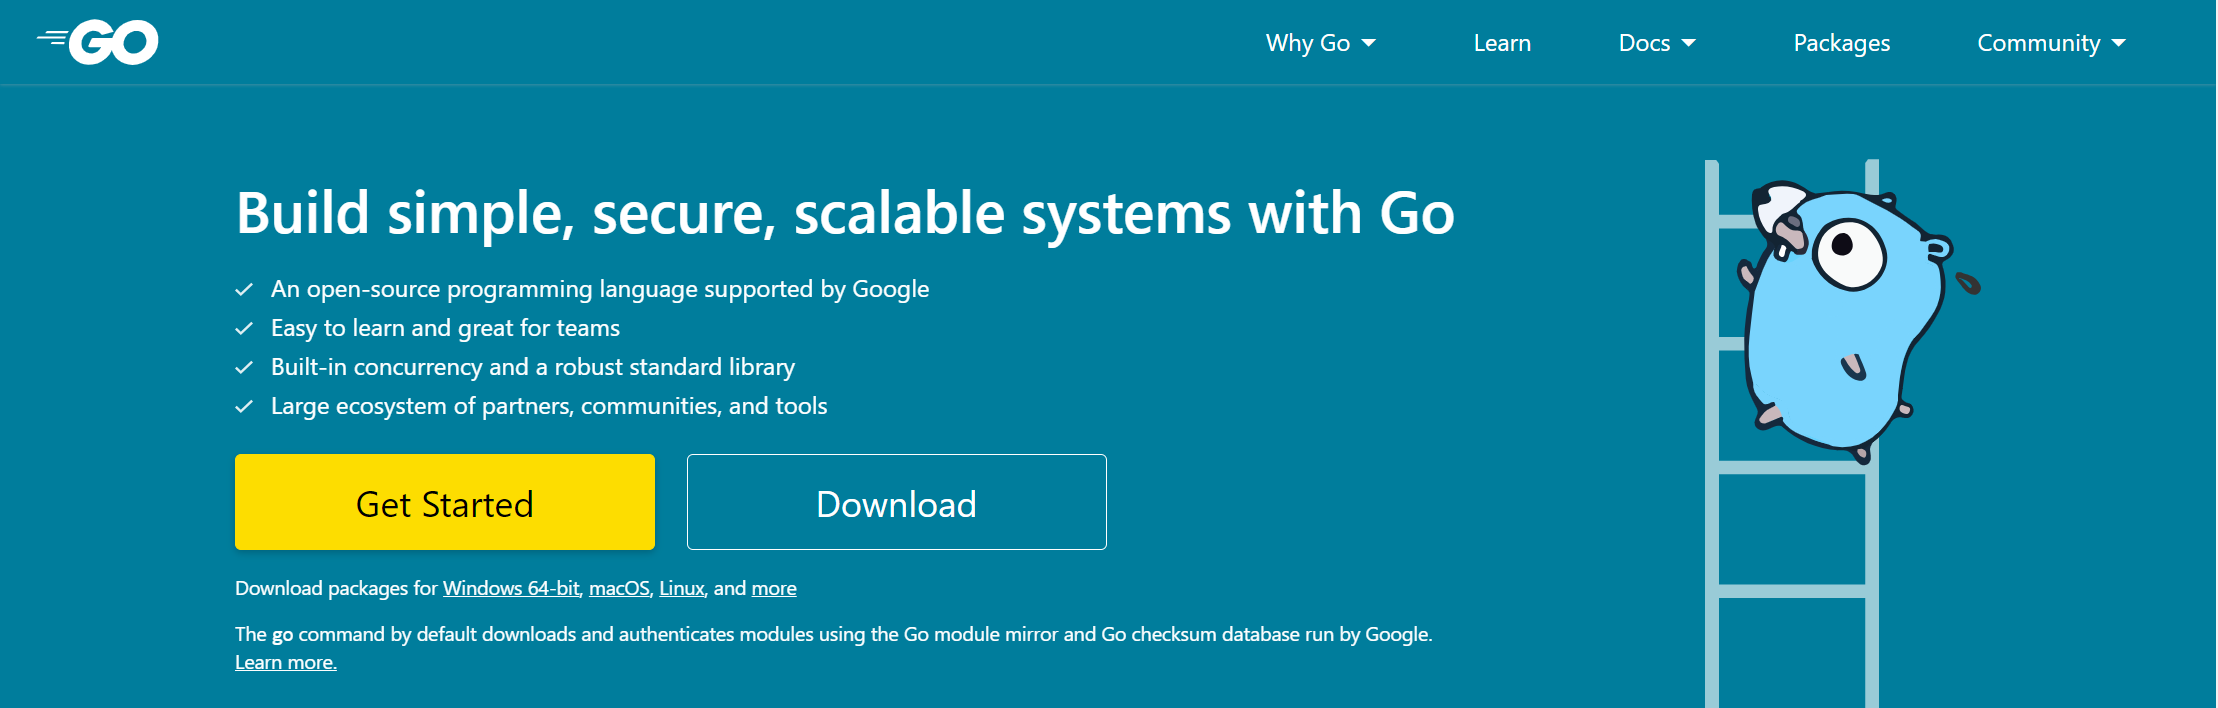 GO
Why Go
Learn
Docs
Packages
Community
Build simple, secure, scalable systems with Go
An open-source programming language supported by Google
Easy to learn and great for teams
Built-in concurrency and a robust standard library
Large ecosystem of partners, communities, and tools
Get Started
Download
Download packages for Windows 64-bit, macOS, Linux, and more
The go command by default downloads and authenticates modules using the Go module mirror and Go checksum database run by Google.
Learn more.